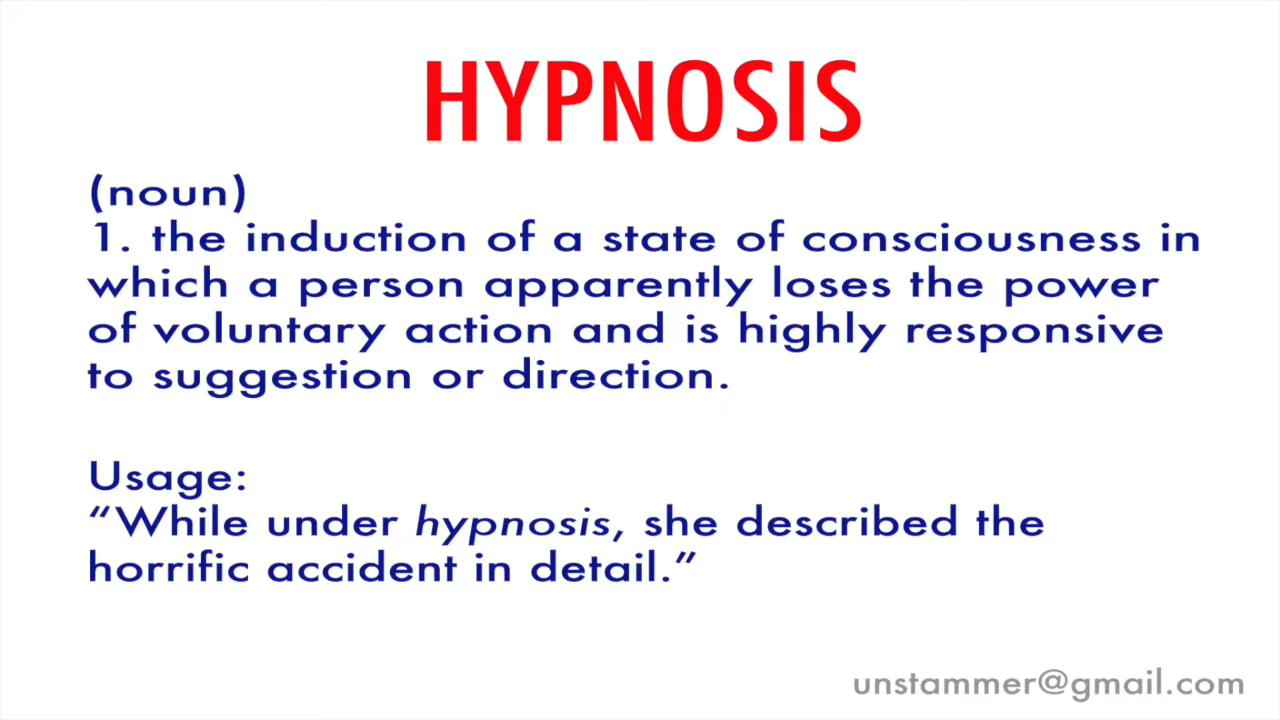 HYPNOSIS
(noun)
1. the induction of a state of consciousness in
which a person apparently loses the power
of voluntary action and is highly responsive
to suggestion or direction.
Usage:
“While under hypnosis, she described the
horrific accident in detail.”
unstammer@gmail.com